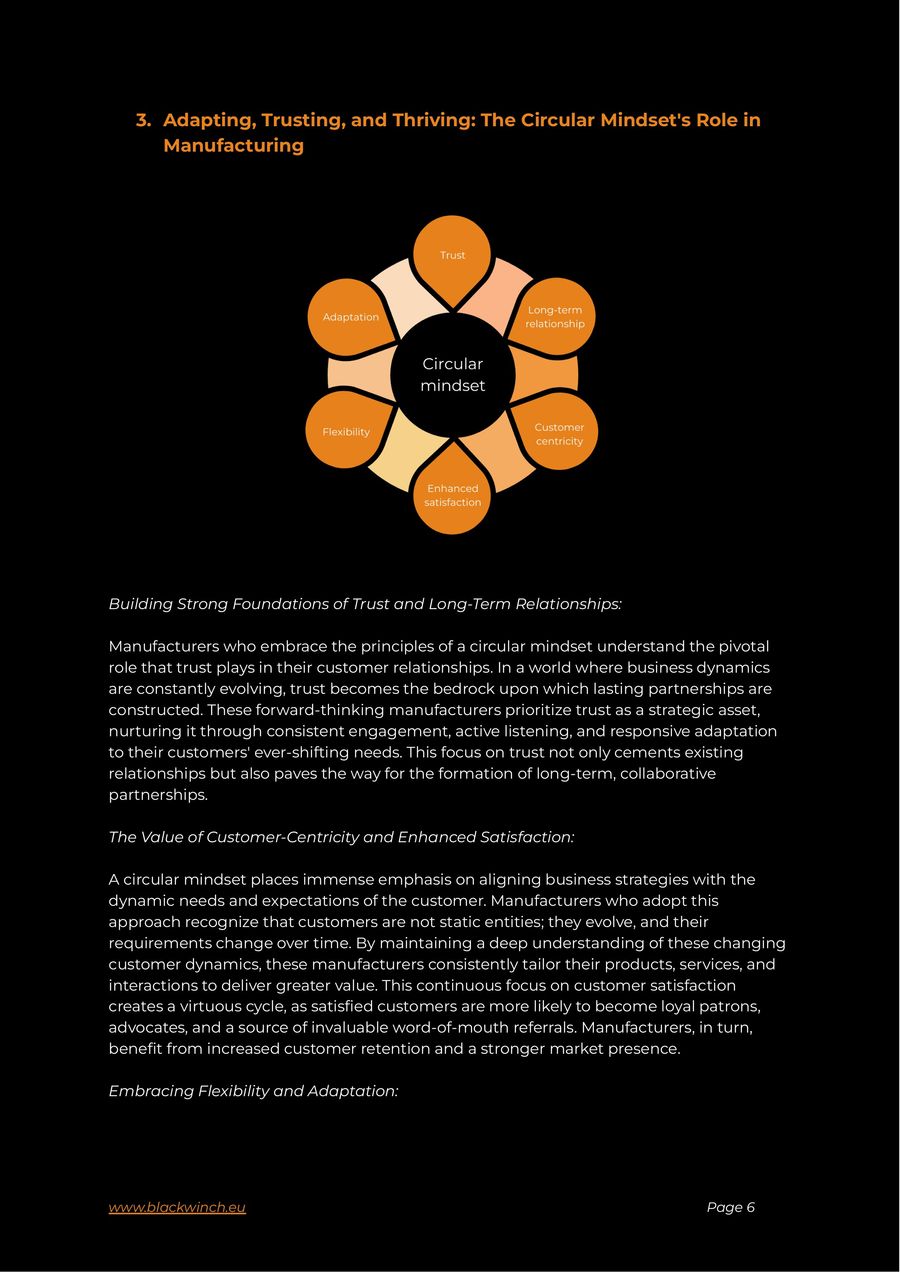 3. Adapting, Trusting, and Thriving: The Circular Mindset's Role in
Manufacturing
Trust
Long-term
relationship
Adaptation
Circular
mindset
Customer
centricity
Flexibility
Enhanced
satisfaction
Building Strong Foundations of Trust and Long-Term Relationships:
Manufacturers who embrace the principles of a circular mindset understand the pivotal
role that trust plays in their customer relationships. In a world where business dynamics
are constantly evolving, trust becomes the bedrock upon which lasting partnerships are
constructed. These forward-thinking manufacturers prioritize trust as a strategic asset,
nurturing it through consistent engagement, active listening, and responsive adaptation
to their customers' ever-shifting needs. This focus on trust not only cements existing
relationships but also paves the way for the formation of long-term, collaborative
partnerships.
The Value of Customer-Centricity and Enhanced Satisfaction:
A circular mindset places immense emphasis on aligning business strategies with the
dynamic needs and expectations of the customer. Manufacturers who adopt this
approach recognize that customers are not static entities; they evolve, and their
requirements change over time. By maintaining a deep understanding of these changing
customer dynamics, these manufacturers consistently tailor their products, services, and
interactions to deliver greater value. This continuous focus on customer satisfaction
creates a virtuous cycle, as satisfied customers are more likely to become loyal patrons,
advocates, and a source of invaluable word-of-mouth referrals. Manufacturers, in turn,
benefit from increased customer retention and a stronger market presence.
Embracing Flexibility and Adaptation:
www.blackwinch.eu
Page 6